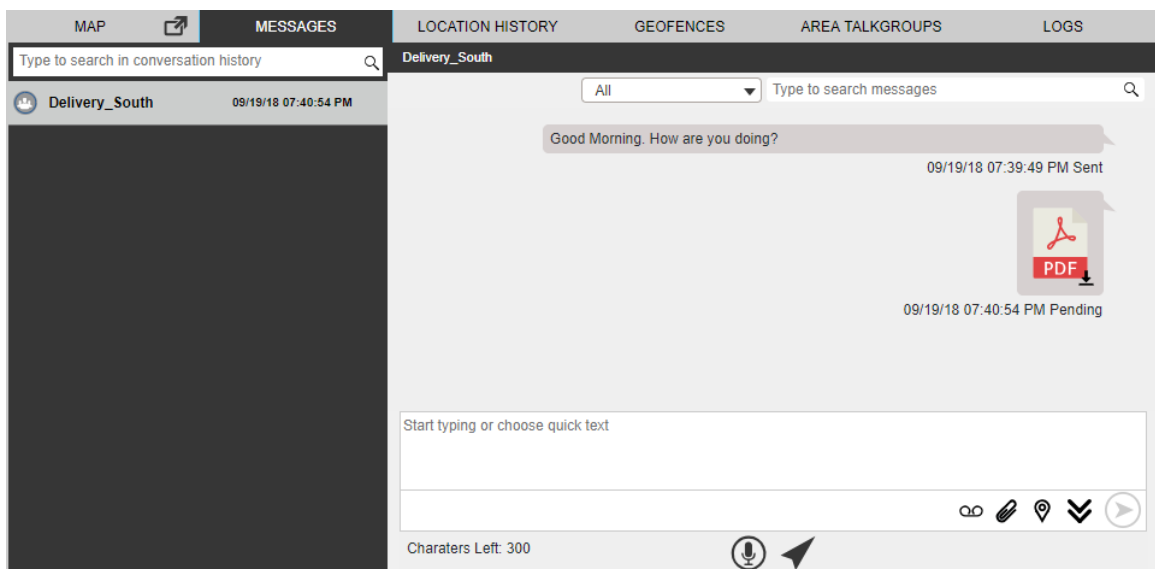 MAP MESSAGES LOCATION HISTORY GEOFENCES AREA TALKGROUPS LOGS
Type to search in conversation history
Delivery_South 09/19/18 07:40:54 PM
Delivery_South
All Type to search messages
Good Morning. How are you doing?
09/19/18 07:39:49 PM Sent
PDF
09/19/18 07:40:54 PM Pending
Start typing or choose quick text
Charaters Left: 300